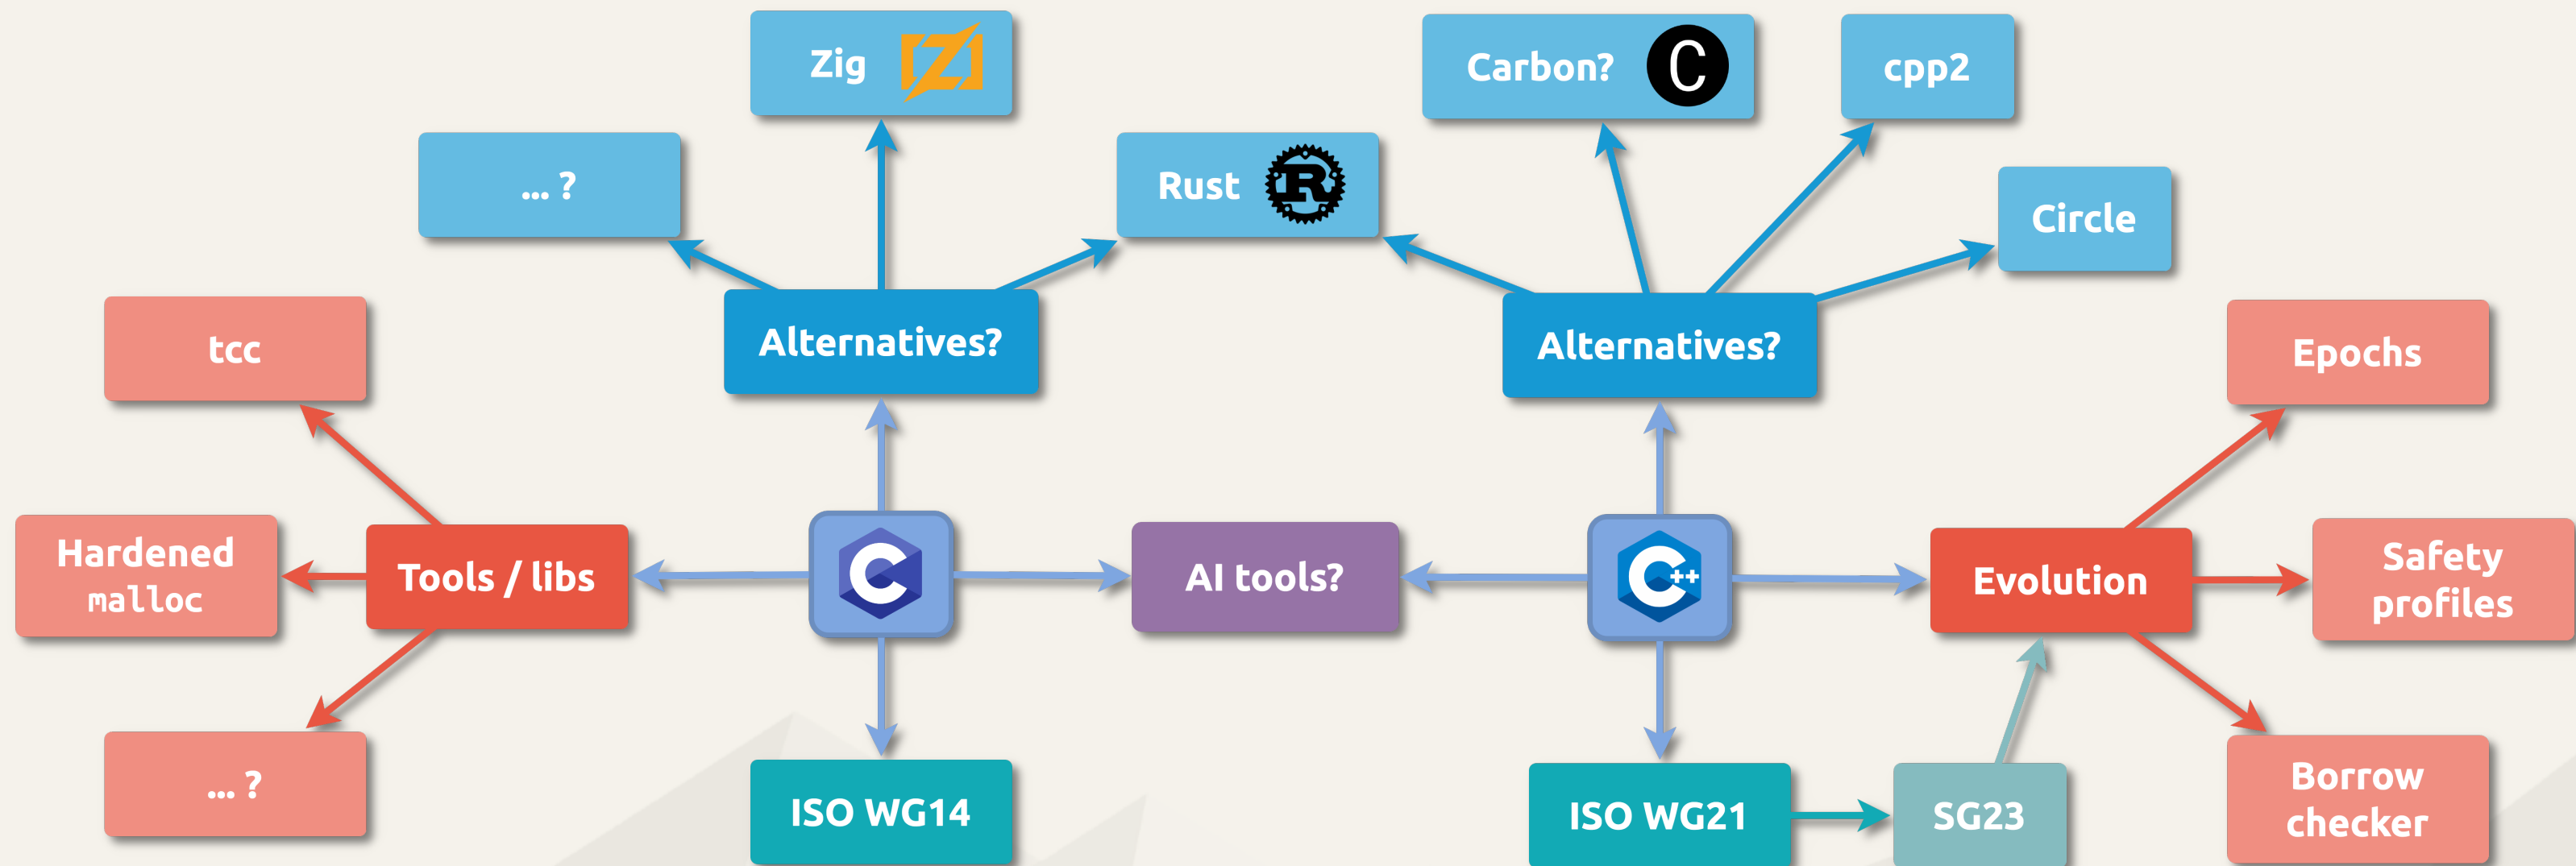 Zig
Carbon?
C
cpp2
... ?
Rust
R
Circle
tcc
Alternatives?
Alternatives?
Epochs
Hardened
malloc
Tools / libs
C
AI tools?
C++
Evolution
Safety
profiles
... ?
ISO WG14
ISO WG21
SG23
Borrow
checker